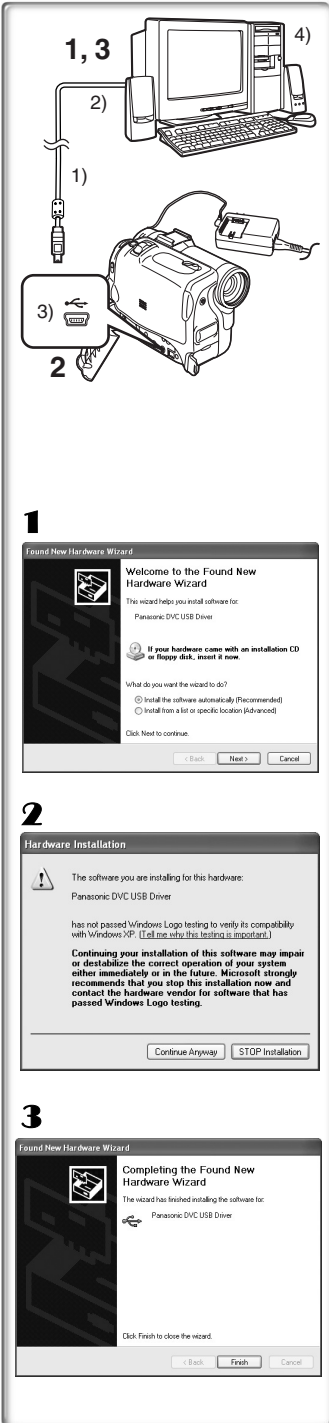 1, 3
4)
2)
1)
3)
2
1
Found New Hardware Wizard
Welcome to the Found New
Hardware Wizard
This wizard helps you install software for:
Panasonic DVC USB Driver
If your hardware came with an installation CD
or floppy disk, insert it now.
What do you want the wizard to do?
Install the software automatically (Recommended)
Install from a list or specific location (Advanced)
Click Next to continue.
< Back
Next >
Cancel
2
Hardware Installation
The software you are installing for this hardware:
Panasonic DVC USB Driver
has not passed Windows Logo testing to verify its compatibility
with Windows XP. (Tell me why this testing is important.)
Continuing your installation of this software may impair
or destabilize the correct operation of your system
either immediately or in the future. Microsoft strongly
recommends that you stop this installation now and
contact the hardware vendor for software that has
passed Windows Logo testing.
Continue Anyway
STOP Installation
3
Found New Hardware Wizard
Completing the Found New
Hardware Wizard
The wizard has finished installing the software for:
Panasonic DVC USB Driver
Click Finish to close the wizard.
< Back
Finish
Cancel